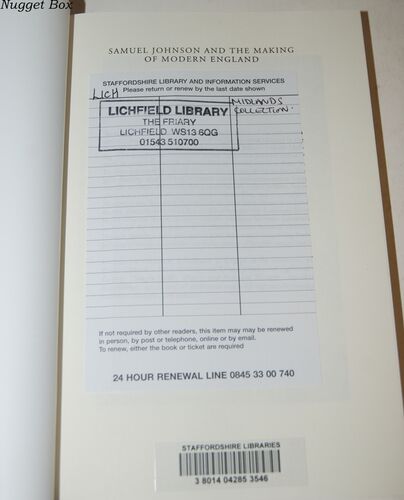 Nugget Box
SAMUEL JOHNSON AND THE MAKING
OF MODERN ENGLAND
STAFFORDSHIRE LIBRARY AND INFORMATION SERVICES
Please return or renew by the last date shown
LICH
MIDLANDS
COLLECTION.
LICHFIELD LIBRARY
THE FRIARY
LICHFIELD WS13 6QG
01543 510700
If not required by other readers, this item may may be renewed
in person, by post or telephone, online or by email.
To renew, either the book or ticket are required
24 HOUR RENEWAL LINE 0845 33 00 740
STAFFORDSHIRE LIBRARIES
3 8014 04285 3546